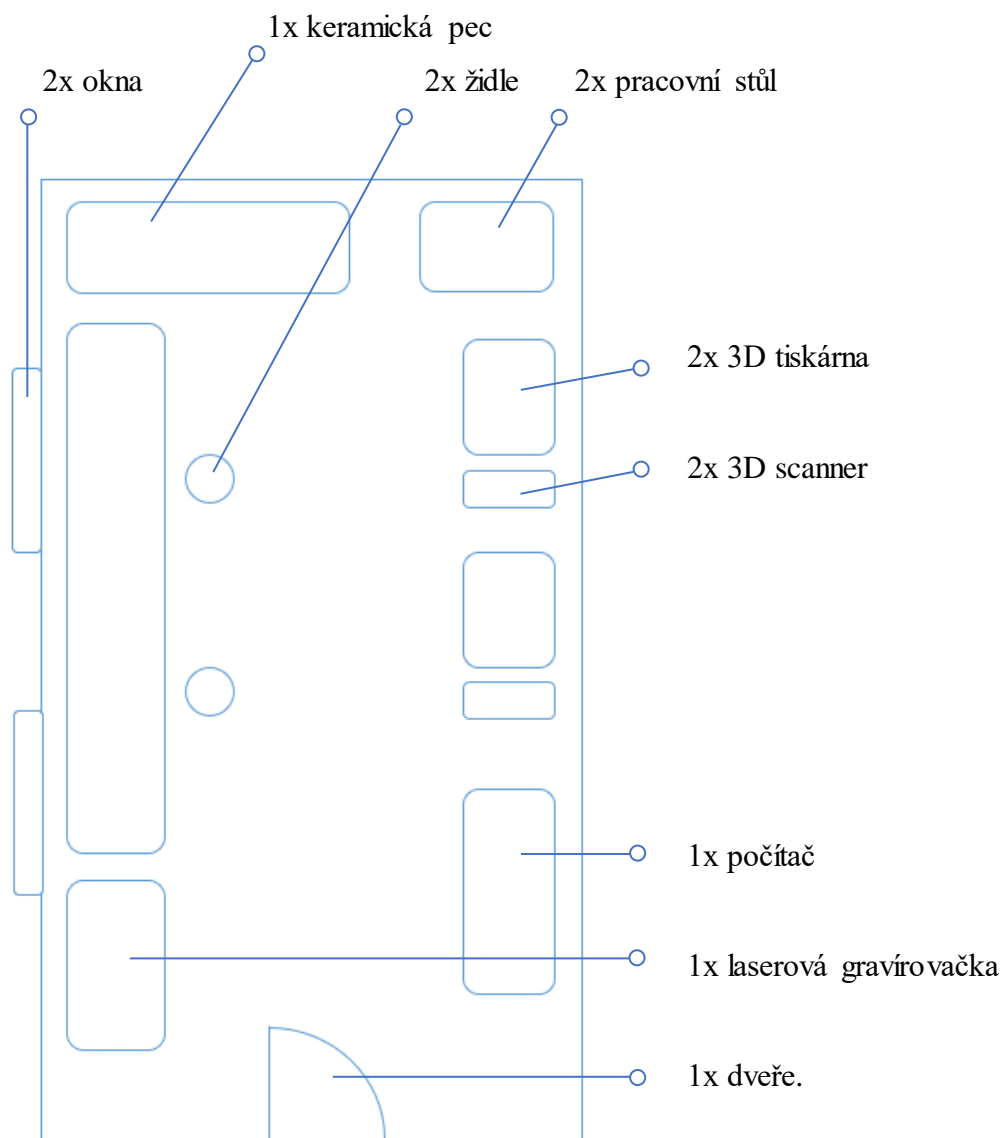 1x keramická pec
2x okna
2x židle
2x pracovní stůl
2x 3D tiskárna
2x 3D scanner
1x počítač
1x laserová gravírovačka
1x dveře.